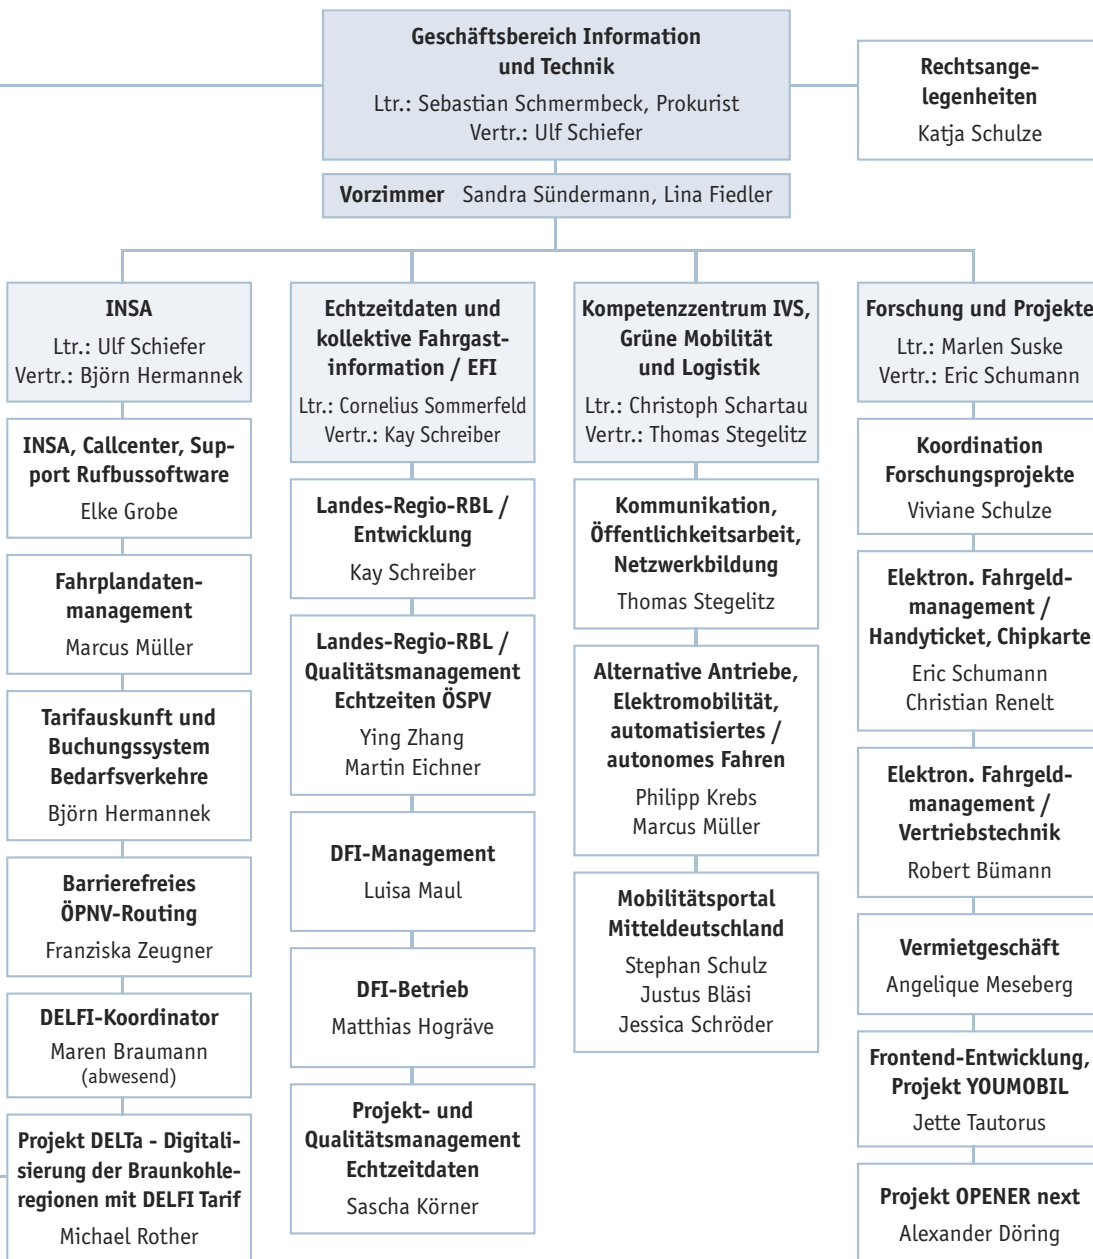 Geschäftsbereich Information
und Technik
Ltr.: Sebastian Schmermbeck, Prokurist
Vertr.: Ulf Schiefer
Rechtsange-
legenheiten
Katja Schulze
Vorzimmer Sandra Sündermann, Lina Fiedler
INSA
Ltr.: Ulf Schiefer
Vertr.: Björn Hermannek
INSA, Callcenter, Sup-
port Rufbussoftware
Elke Grobe
Fahrplandaten-
management
Marcus Müller
Tarifauskunft und
Buchungssystem
Bedarfsverkehre
Björn Hermannek
Barrierefreies
ÖPNV-Routing
Franziska Zeugner
DELFI-Koordinator
Maren Braumann
(abwesend)
Projekt DELTa - Digitali-
sierung der Braunkohle-
regionen mit DELFI Tarif
Michael Rother
Echtzeitdaten und
kollektive Fahrgast-
information / EFI
Ltr.: Cornelius Sommerfeld
Vertr.: Kay Schreiber
Landes-Regio-RBL /
Entwicklung
Kay Schreiber
Landes-Regio-RBL /
Qualitätsmanagement
Echtzeiten ÖSPV
Ying Zhang
Martin Eichner
DFI-Management
Luisa Maul
DFI-Betrieb
Matthias Hogräve
Projekt- und
Qualitätsmanagement
Echtzeitdaten
Sascha Körner
Kompetenzzentrum IVS,
Grüne Mobilität
und Logistik
Ltr.: Christoph Schartau
Vertr.: Thomas Stegelitz
Kommunikation,
Öffentlichkeitsarbeit,
Netzwerkbildung
Thomas Stegelitz
Alternative Antriebe,
Elektromobilität,
automatisiertes /
autonomes Fahren
Philipp Krebs
Marcus Müller
Mobilitätsportal
Mitteldeutschland
Stephan Schulz
Justus Bläsi
Jessica Schröder
Forschung und Projekte
Ltr.: Marlen Suske
Vertr.: Eric Schumann
Koordination
Forschungsprojekte
Viviane Schulze
Elektron. Fahrgeld-
management /
Handyticket, Chipkarte
Eric Schumann
Christian Renelt
Elektron. Fahrgeld-
management /
Vertriebstechnik
Robert Bümann
Vermietgeschäft
Angelique Meseberg
Frontend-Entwicklung,
Projekt YOUMOBIL
Jette Tautorus
Projekt OPENER next
Alexander Döring